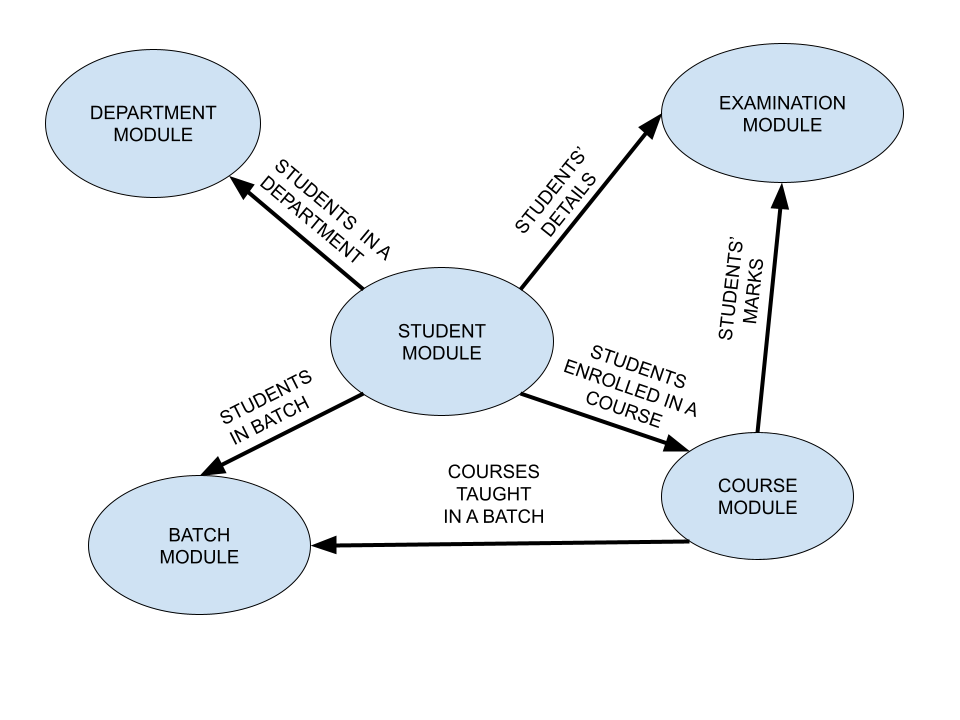 DEPARTMENT
MODULE
EXAMINATION
MODULE
STUDENTS IN A
DEPARTMENT
STUDENTS'
DETAILS
STUDENTS'
MARKS
STUDENT
MODULE
STUDENTS
ENROLLED IN A
COURSE
STUDENTS
IN BATCH
COURSES
TAUGHT
IN A BATCH
COURSE
MODULE
BATCH
MODULE